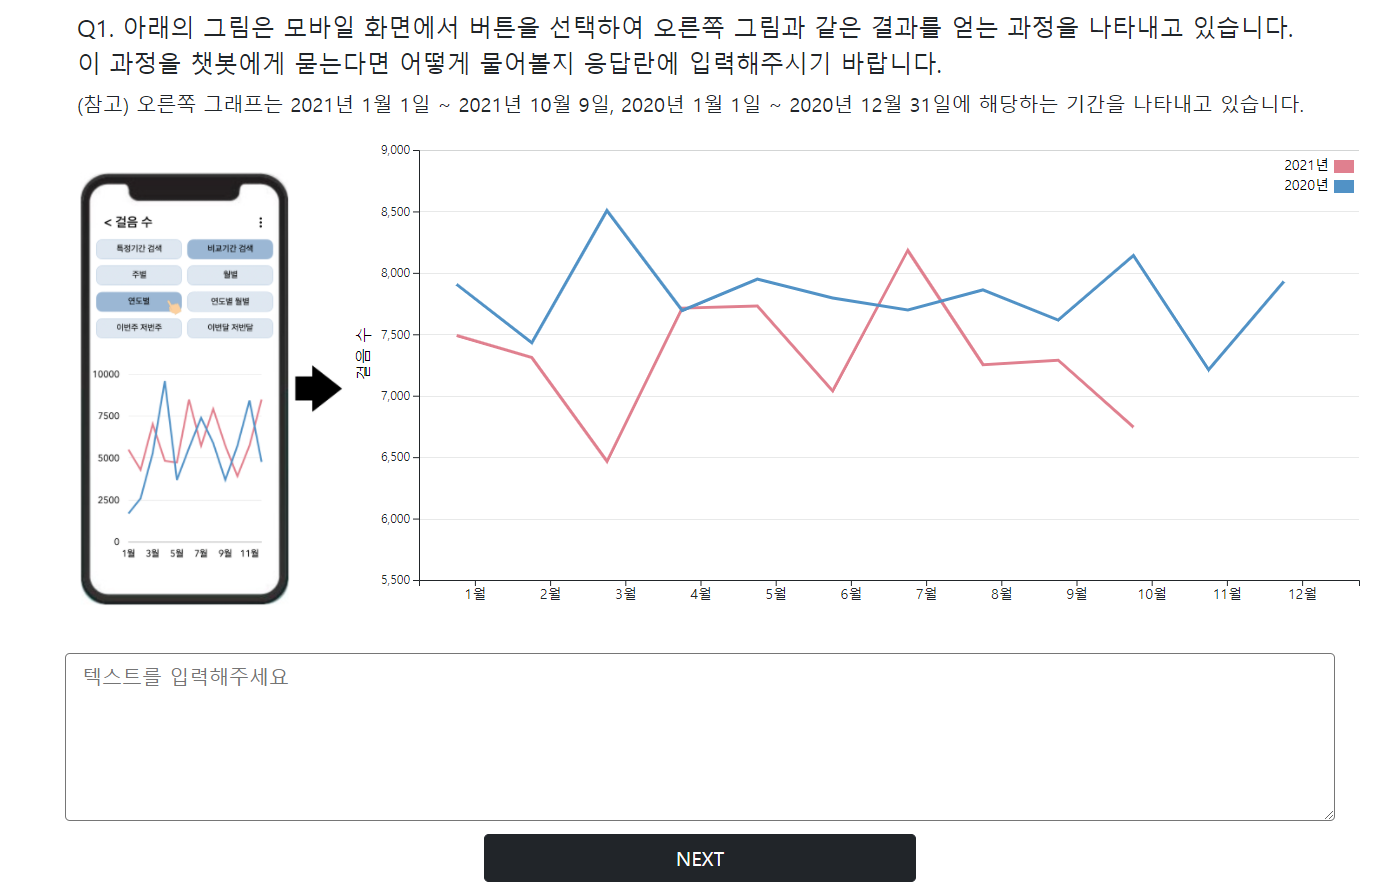 Q1. 아래의 그림은 모바일 화면에서 버튼을 선택하여 오른쪽 그림과 같은 결과를 얻는 과정을 나타내고 있습니다.
이 과정을 챗봇에게 묻는다면 어떻게 물어볼지 응답란에 입력해주시기 바랍니다.
(참고) 오른쪽 그래프는 2021년 1월 1일 ~ 2021년 10월 9일, 2020년 1월 1일 ~ 2020년 12월 31일에 해당하는 기간을 나타내고 있습니다.
< 걸음 수
특정기간 검색 비교기간 검색
주별 월별
연도별 연도별 월별
이번주 저번주 이번달 저번달
10000
7500
5000
2500
0
1월 3월 5월 7월 9월 11월
걸음 수
9,000
8,500
8,000
7,500
7,000
6,500
6,000
5,500
2021년
2020년
1월 2월 3월 4월 5월 6월 7월 8월 9월 10월 11월 12월
텍스트를 입력해주세요
NEXT